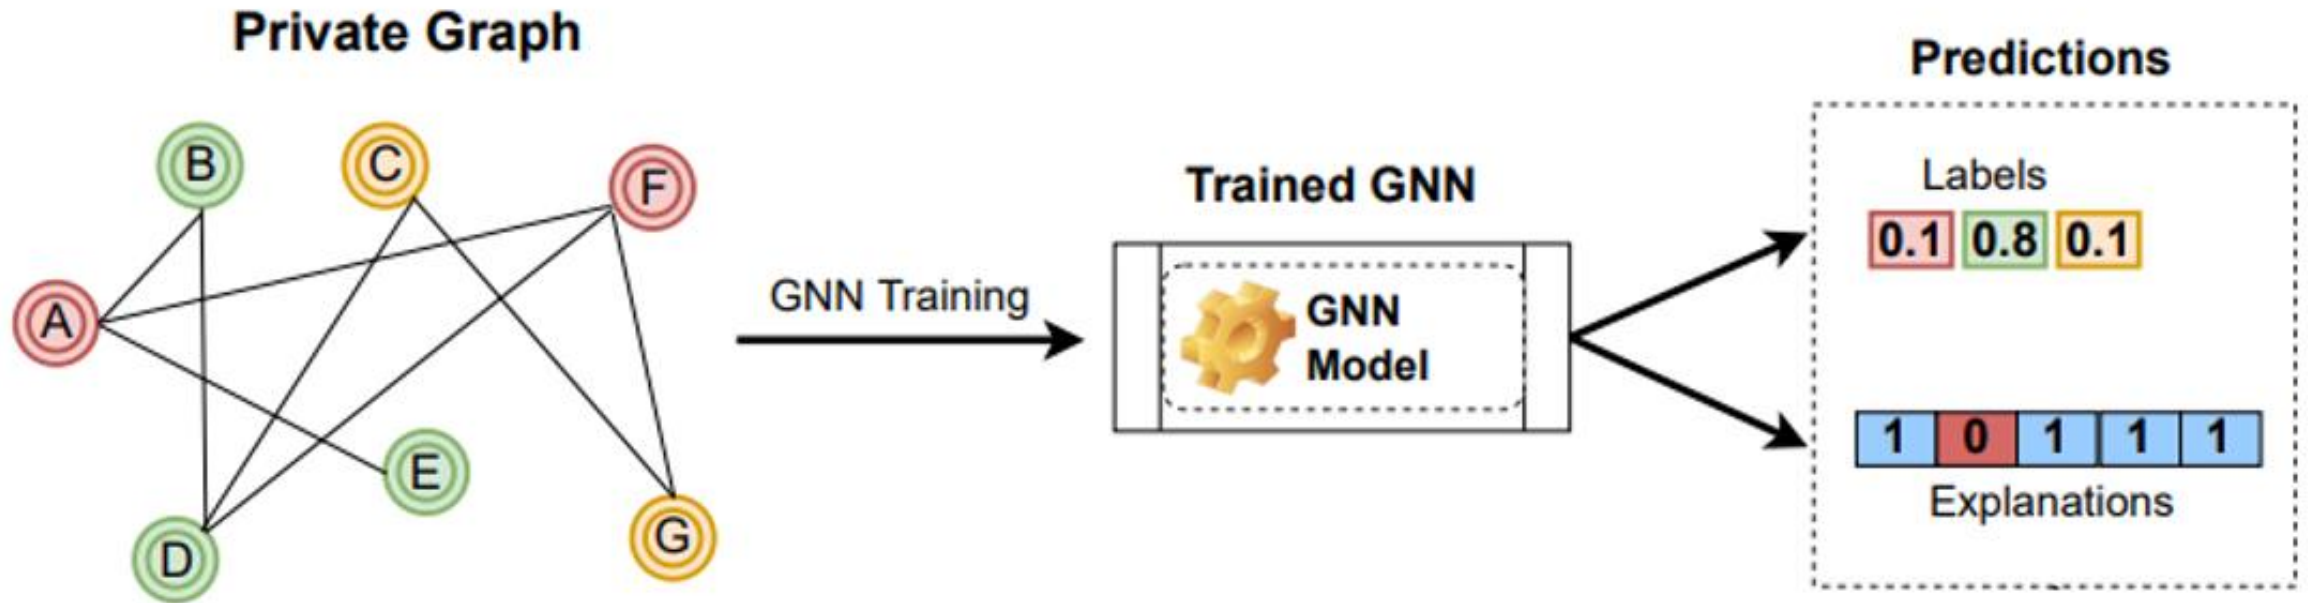 Private Graph
Predictions
B
C
F
Trained GNN
Labels
0.1 0.8 0.1
A
GNN Training
GNN
Model
E
1 0 1 1 1
D
G
Explanations